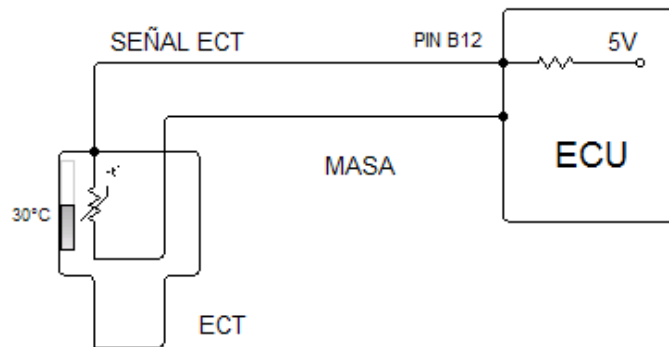 SEÑAL ECT
PIN B12
5V
ECU
MASA
-t°
30°C
ECT